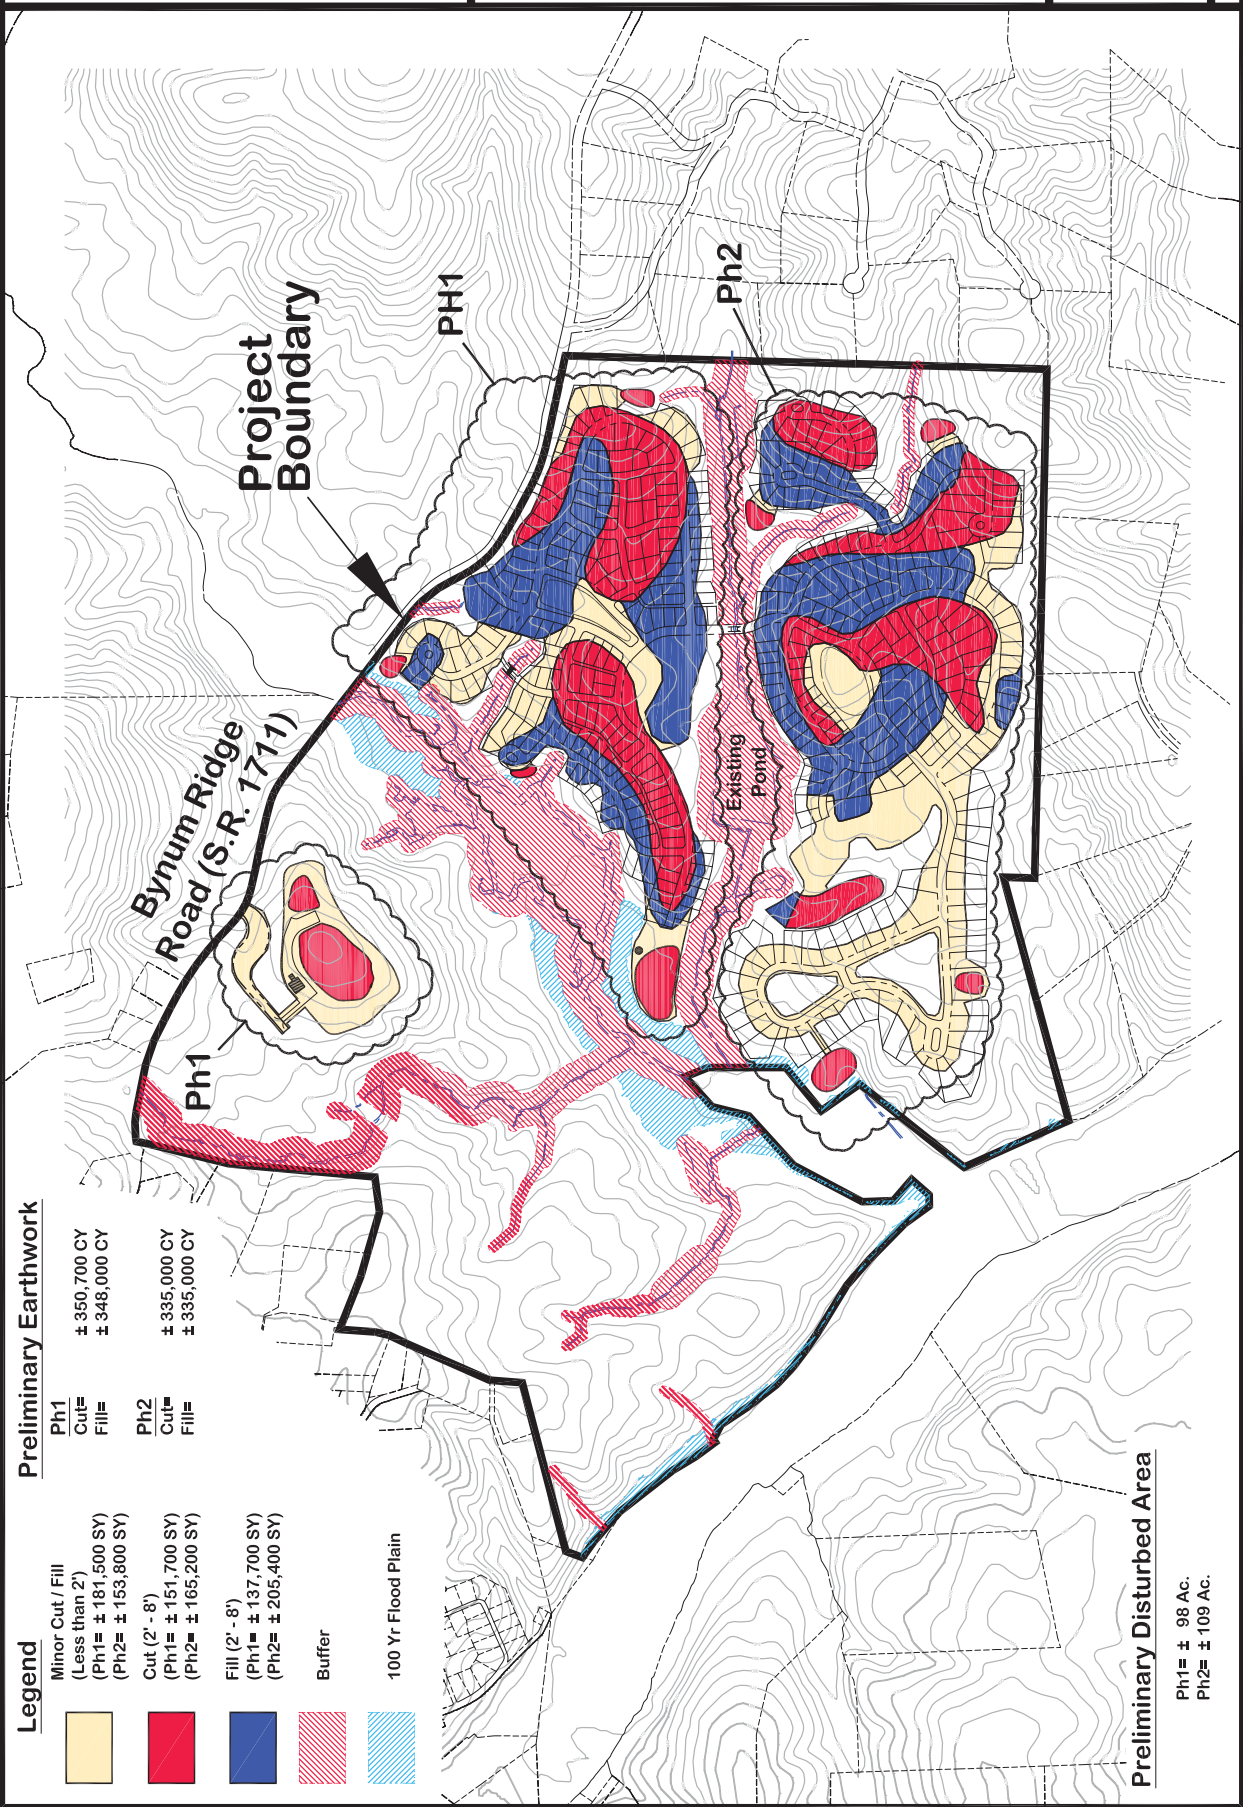 Legend
Minor Cut / Fill
(Less than 2')
(Ph1= ± 181,500 SY)
(Ph2= ± 153,800 SY)
Cut (2' - 8')
(Ph1= ± 151,700 SY)
(Ph2= ± 165,200 SY)
Fill (2' - 8')
(Ph1= ± 137,700 SY)
(Ph2= ± 205,400 SY)
Buffer
100 Yr Flood Plain
Preliminary Earthwork
Ph1
Cut= ± 350,700 CY
Fill= ± 348,000 CY
Ph2
Cut= ± 335,000 CY
Fill= ± 335,000 CY
Ph1
Bynum Ridge
Road (S.R. 1711)
Project
Boundary
PH1
Ph2
Existing
Pond
Preliminary Disturbed Area
Ph1= ± 98 Ac.
Ph2= ± 109 Ac.